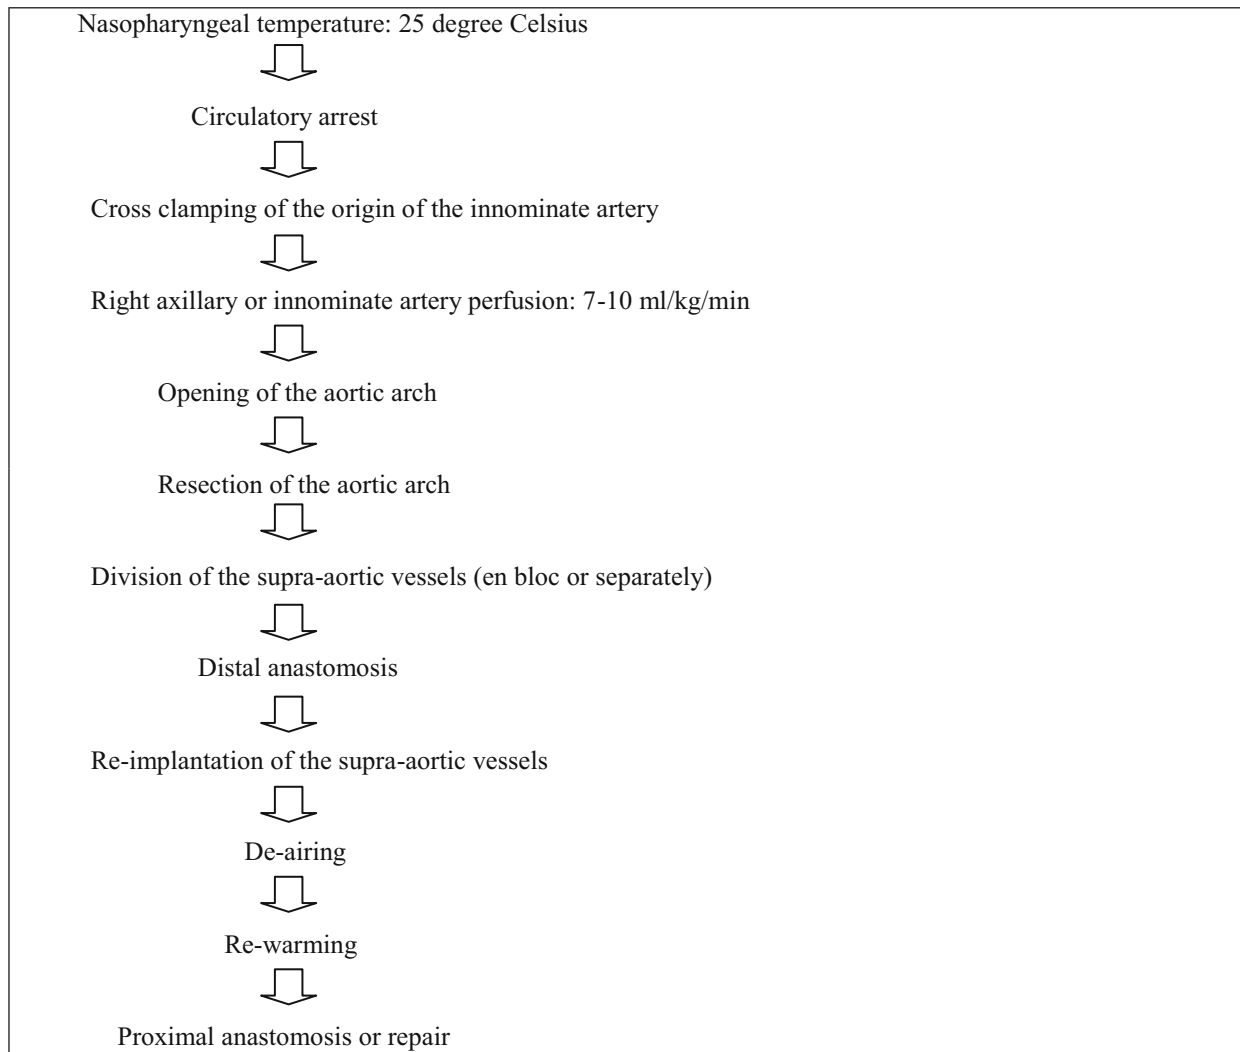 Nasopharyngeal temperature: 25 degree Celsius
Circulatory arrest
Cross clamping of the origin of the innominate artery
Right axillary or innominate artery perfusion: 7-10 ml/kg/min
Opening of the aortic arch
Resection of the aortic arch
Division of the supra-aortic vessels (en bloc or separately)
Distal anastomosis
Re-implantation of the supra-aortic vessels
De-airing
Re-warming
Proximal anastomosis or repair